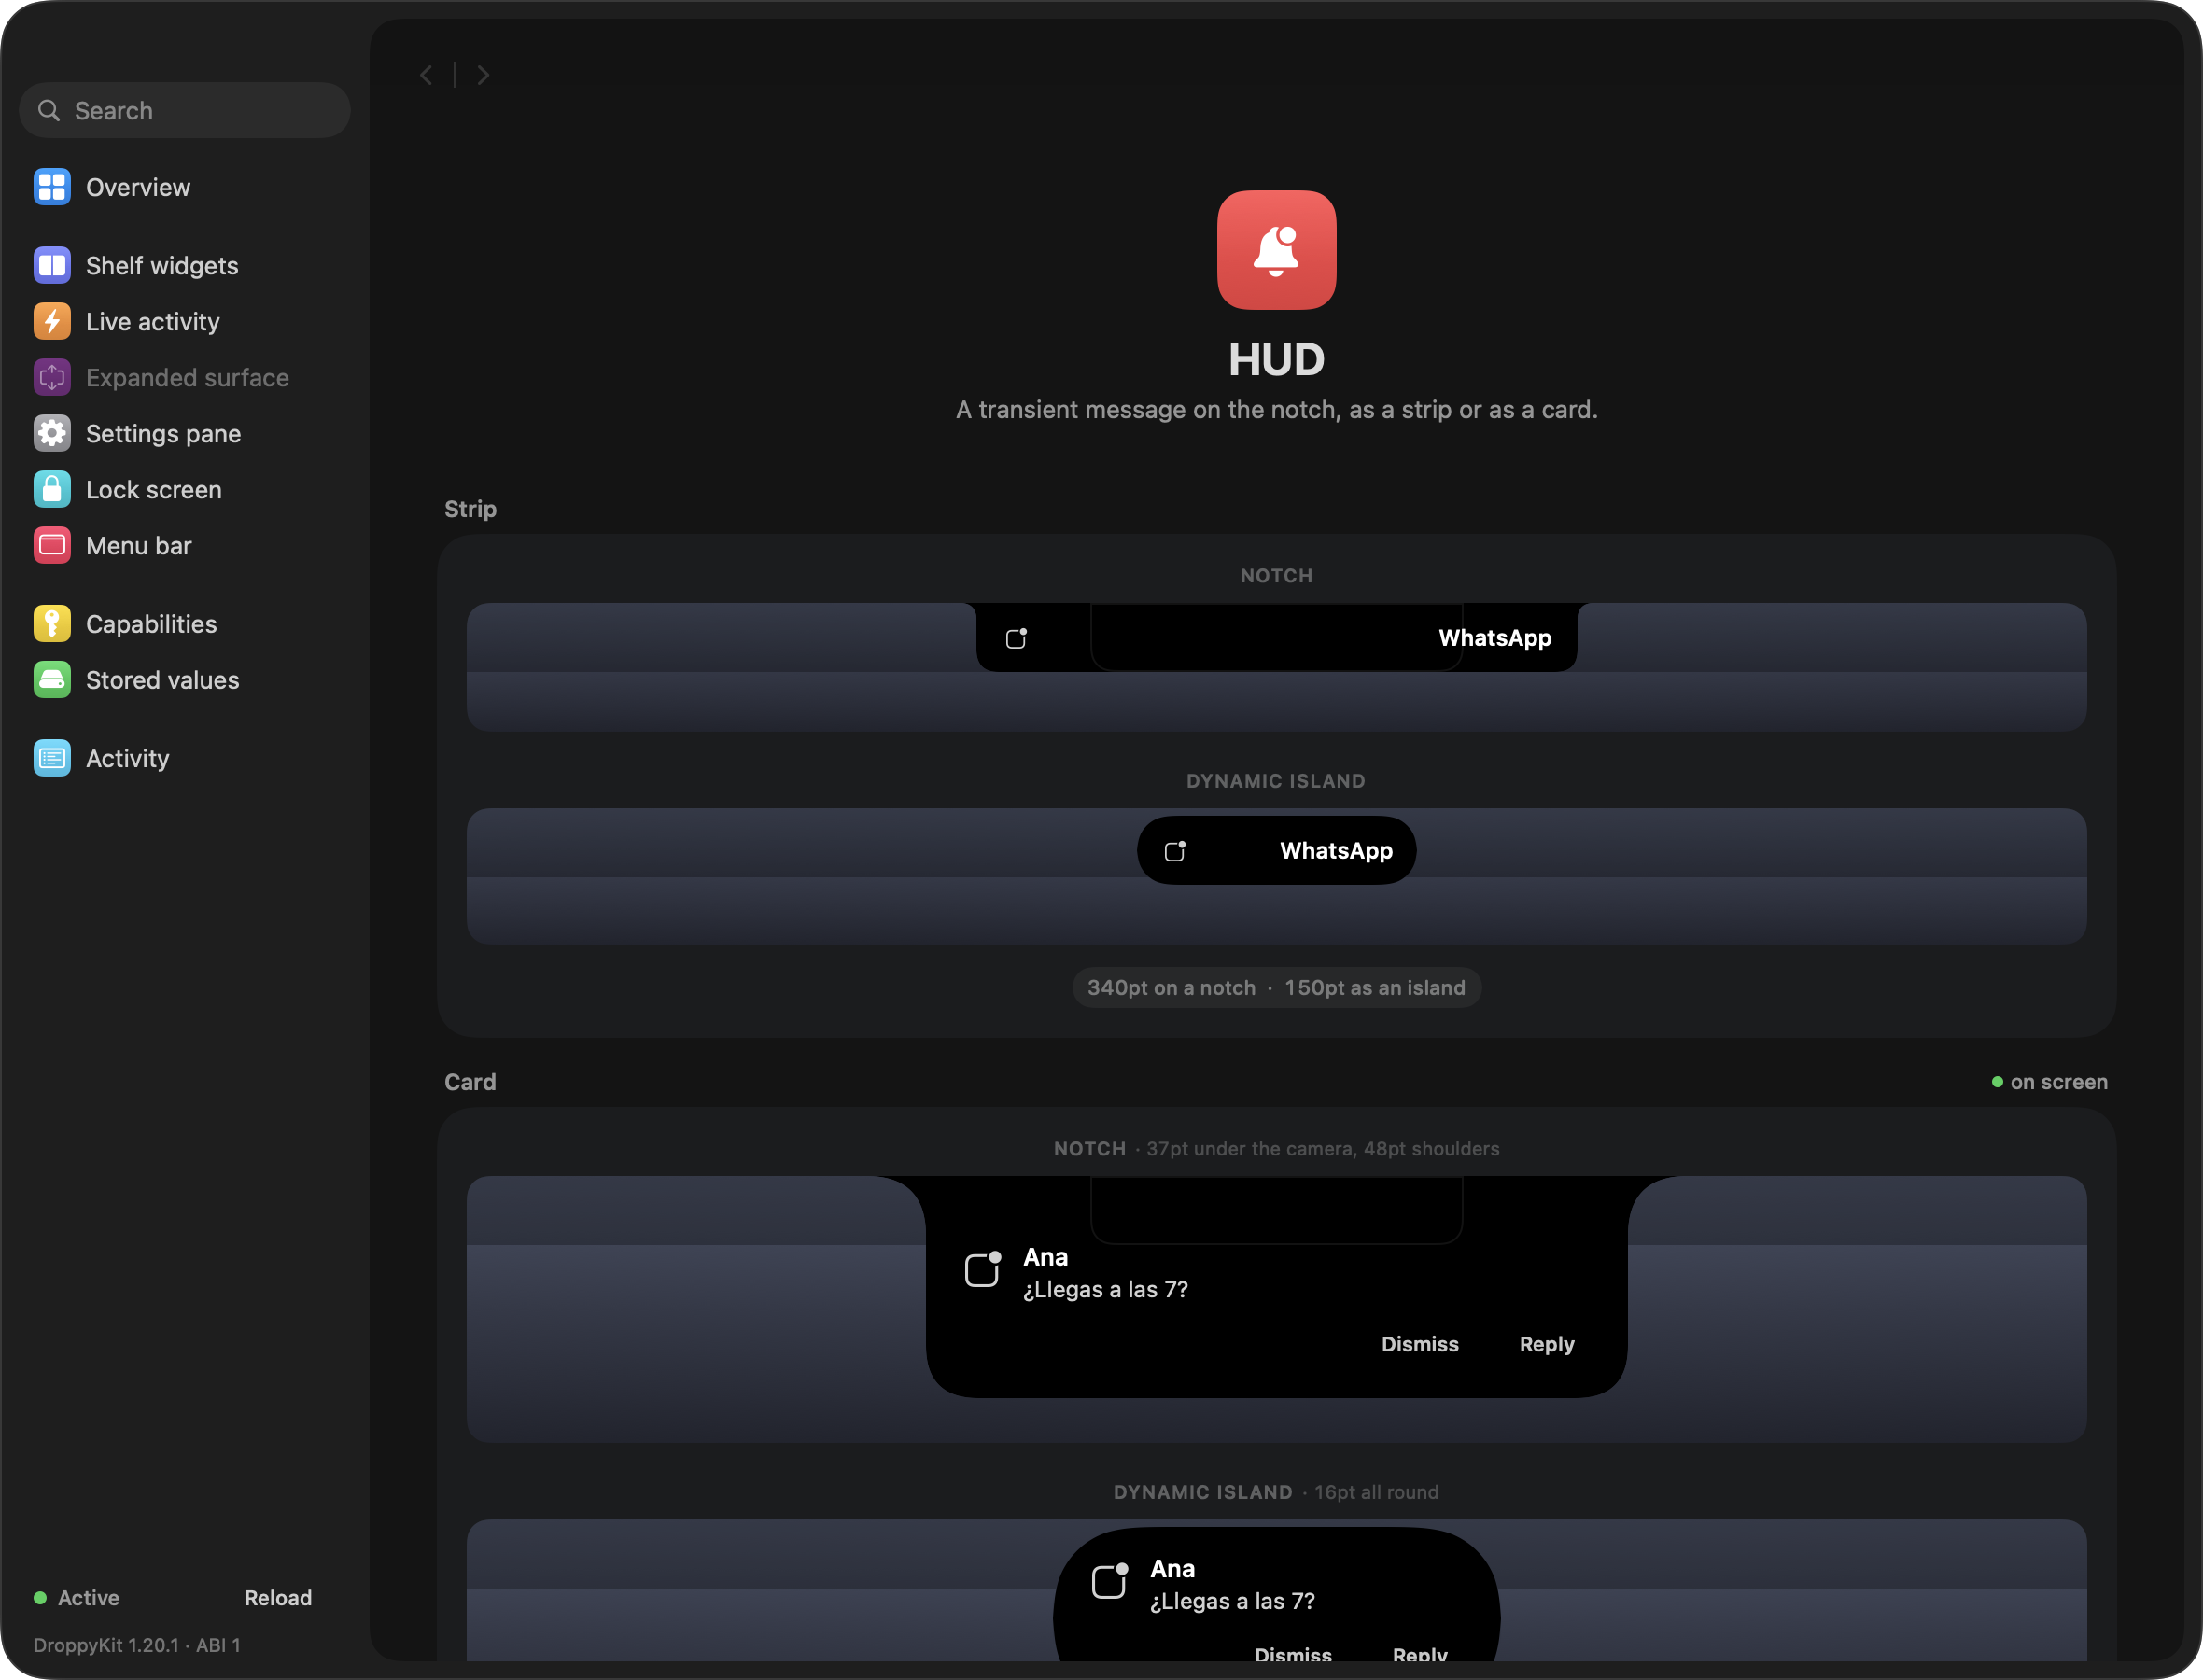 Search
Overview
Shelf widgets
Live activity
Expanded surface
Settings pane
Lock screen
Menu bar
Capabilities
Stored values
Activity
Active
Reload
DroppyKit 1.20.1 · ABI 1
HUD
A transient message on the notch, as a strip or as a card.
Strip
NOTCH
WhatsApp
DYNAMIC ISLAND
WhatsApp
340pt on a notch · 150pt as an island
Card
on screen
NOTCH · 37pt under the camera, 48pt shoulders
Ana
¿Llegas a las 7?
Dismiss Reply
DYNAMIC ISLAND · 16pt all round
Ana
¿Llegas a las 7?
Dismiss Reply